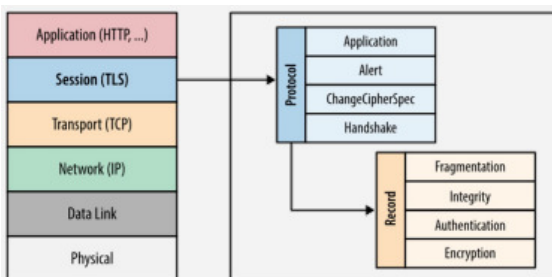 Application (HTTP, ...)
Session (TLS)
Transport (TCP)
Network (IP)
Data Link
Physical
Protocol
Application
Alert
ChangeCipherSpec
Handshake
Record
Fragmentation
Integrity
Authentication
Encryption